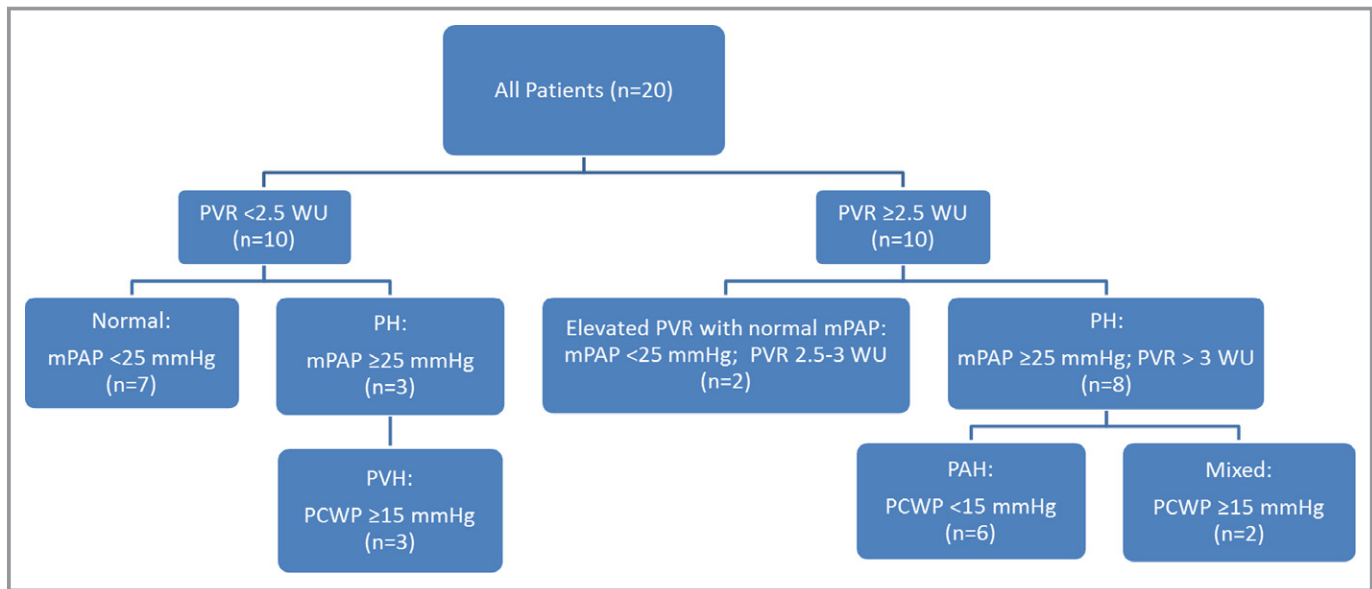 All Patients (n=20)
PVR <2.5 WU
(n=10)
PVR ≥2.5 WU
(n=10)
Normal:
mPAP <25 mmHg
(n=7)
PH:
mPAP ≥25 mmHg
(n=3)
Elevated PVR with normal mPAP:
mPAP <25 mmHg;  PVR 2.5-3 WU
(n=2)
PH:
mPAP ≥25 mmHg; PVR > 3 WU
(n=8)
PVH:
PCWP ≥15 mmHg
(n=3)
PAH:
PCWP <15 mmHg
(n=6)
Mixed:
PCWP ≥15 mmHg
(n=2)